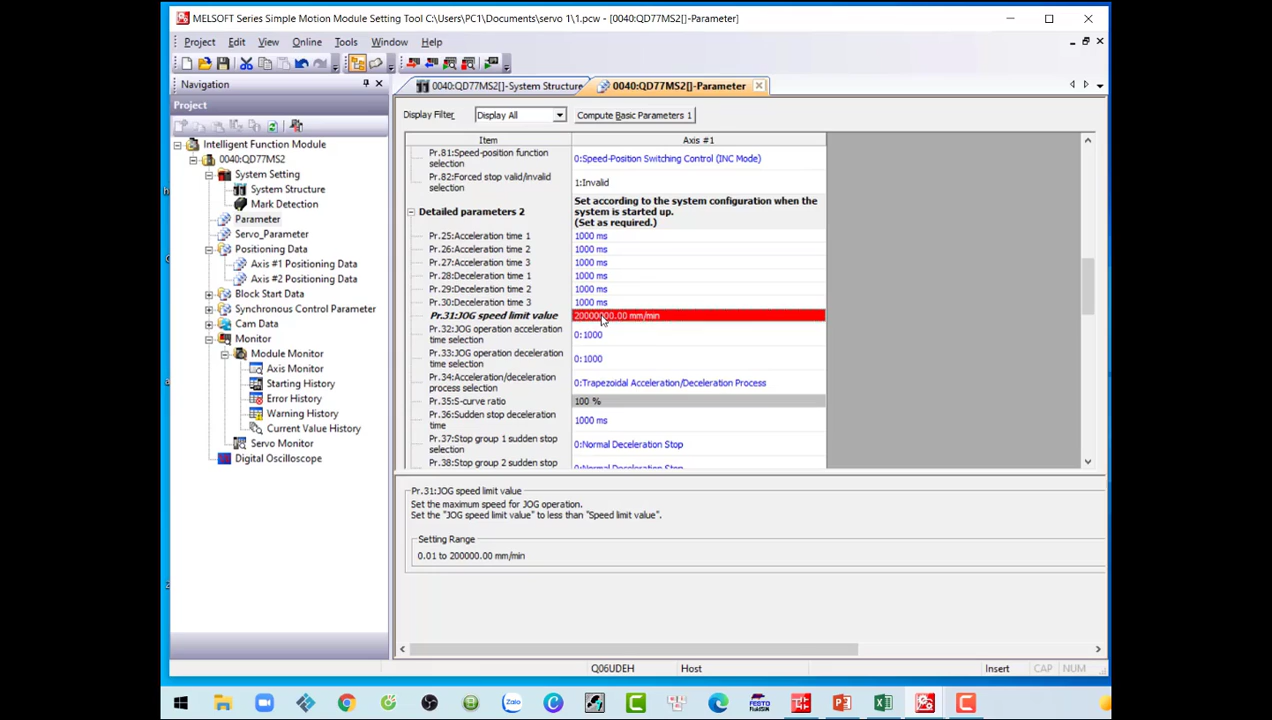 MELSOFT Series Simple Motion Module Setting Tool C:\Users\PC1\Documents\servo 1\1.pcw - [0040:QD77MS2[]-Parameter]
Project Edit View Online Tools Window Help
Navigation
0040:QD77MS2[]-System Structure
0040:QD77MS2[]-Parameter
Project
Display Filter
Display All
Compute Basic Parameters 1
Intelligent Function Module
0040:QD77MS2
System Setting
System Structure
Mark Detection
Parameter
Servo_Parameter
Positioning Data
Axis #1 Positioning Data
Axis #2 Positioning Data
Block Start Data
Synchronous Control Parameter
Cam Data
Monitor
Module Monitor
Axis Monitor
Starting History
Error History
Warning History
Current Value History
Servo Monitor
Digital Oscilloscope
Item Axis #1
Pr.81:Speed-position function
selection
0:Speed-Position Switching Control (INC Mode)
Pr.82:Forced stop valid/invalid
selection
1:Invalid
Detailed parameters 2
Set according to the system configuration when the
system is started up.
(Set as required.)
Pr.25:Acceleration time 1 1000 ms
Pr.26:Acceleration time 2 1000 ms
Pr.27:Acceleration time 3 1000 ms
Pr.28:Deceleration time 1 1000 ms
Pr.29:Deceleration time 2 1000 ms
Pr.30:Deceleration time 3 1000 ms
Pr.31:JOG speed limit value 20000000.00 mm/min
Pr.32:JOG operation acceleration
time selection
0:1000
Pr.33:JOG operation deceleration
time selection
0:1000
Pr.34:Acceleration/deceleration
process selection
0:Trapezoidal Acceleration/Deceleration Process
Pr.35:S-curve ratio 100 %
Pr.36:Sudden stop deceleration
time
1000 ms
Pr.37:Stop group 1 sudden stop
selection
0:Normal Deceleration Stop
Pr.38:Stop group 2 sudden stop
0:Normal Deceleration Stop
Pr.31:JOG speed limit value
Set the maximum speed for JOG operation.
Set the "JOG speed limit value" to less than "Speed limit value".
Setting Range
0.01 to 200000.00 mm/min
Q06UDEH Host Insert CAP NUM
Zalo
FESTO